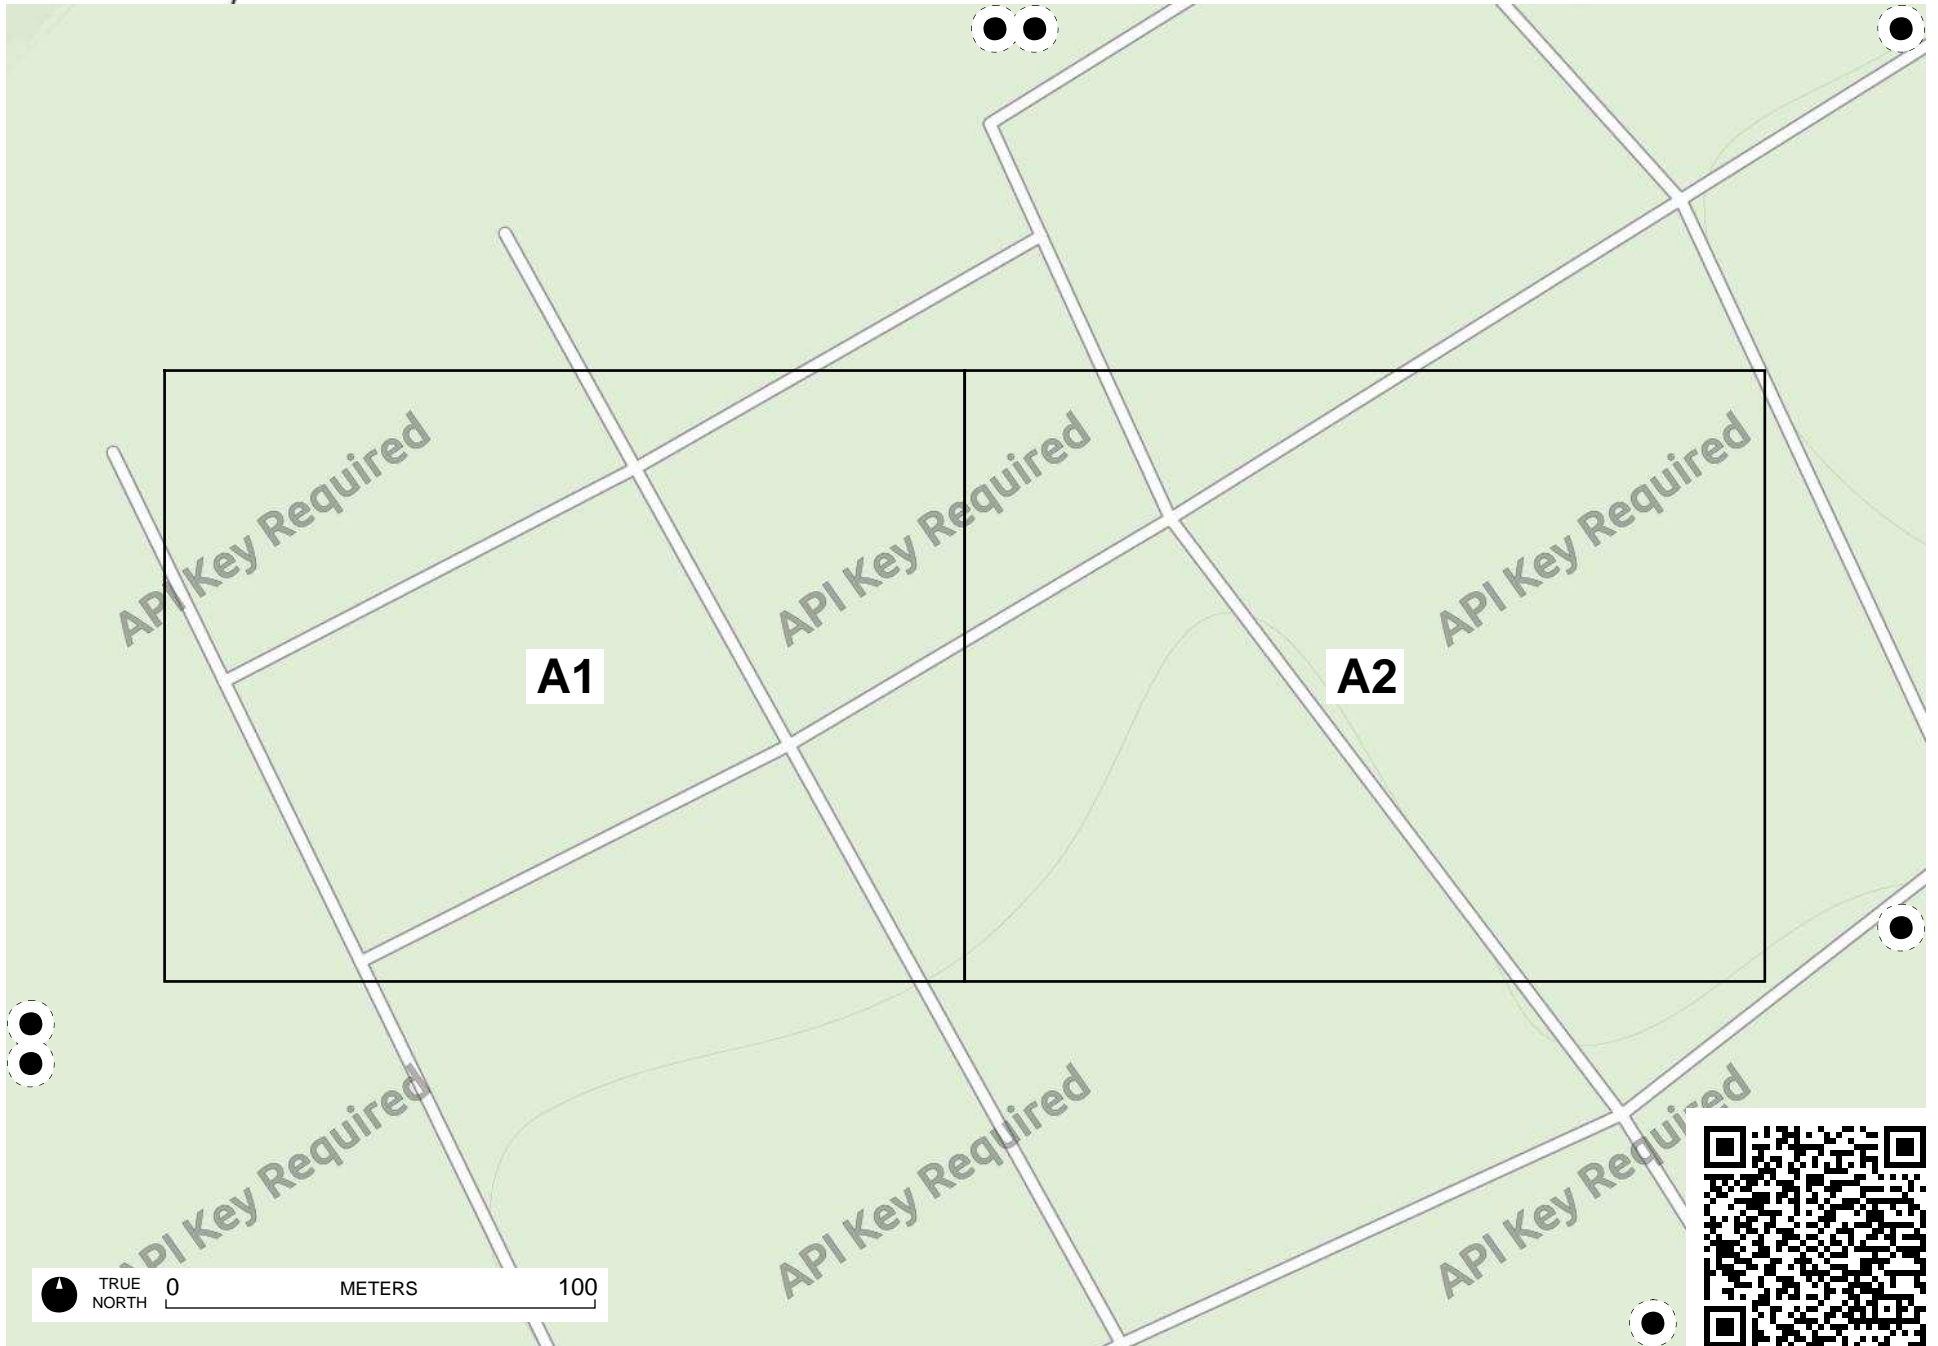 API Key Required
API Key Required
API Key Required
A1
A2
API Key Required
API Key Required
API Key Required
TRUE
NORTH
0
METERS
100